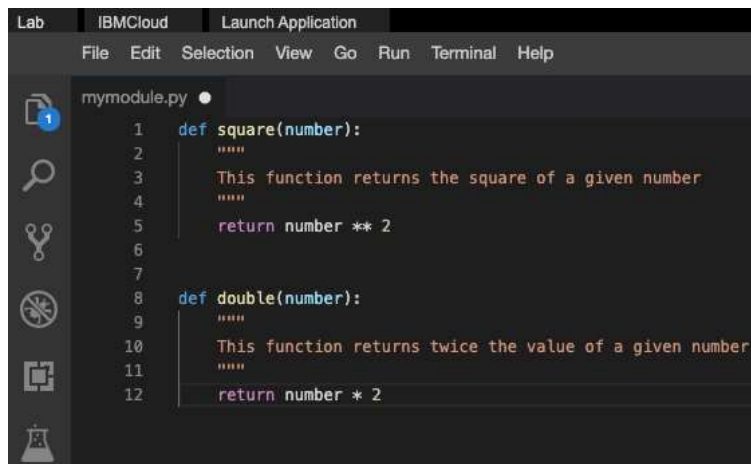 Lab IBMCloud Launch Application
File Edit Selection View Go Run Terminal Help
1
mymodule.py ●
1 def square(number):
2 """
3 This function returns the square of a given number
4 """
5 return number ** 2
6
7
8 def double(number):
9 """
10 This function returns twice the value of a given number
11 """
12 return number * 2